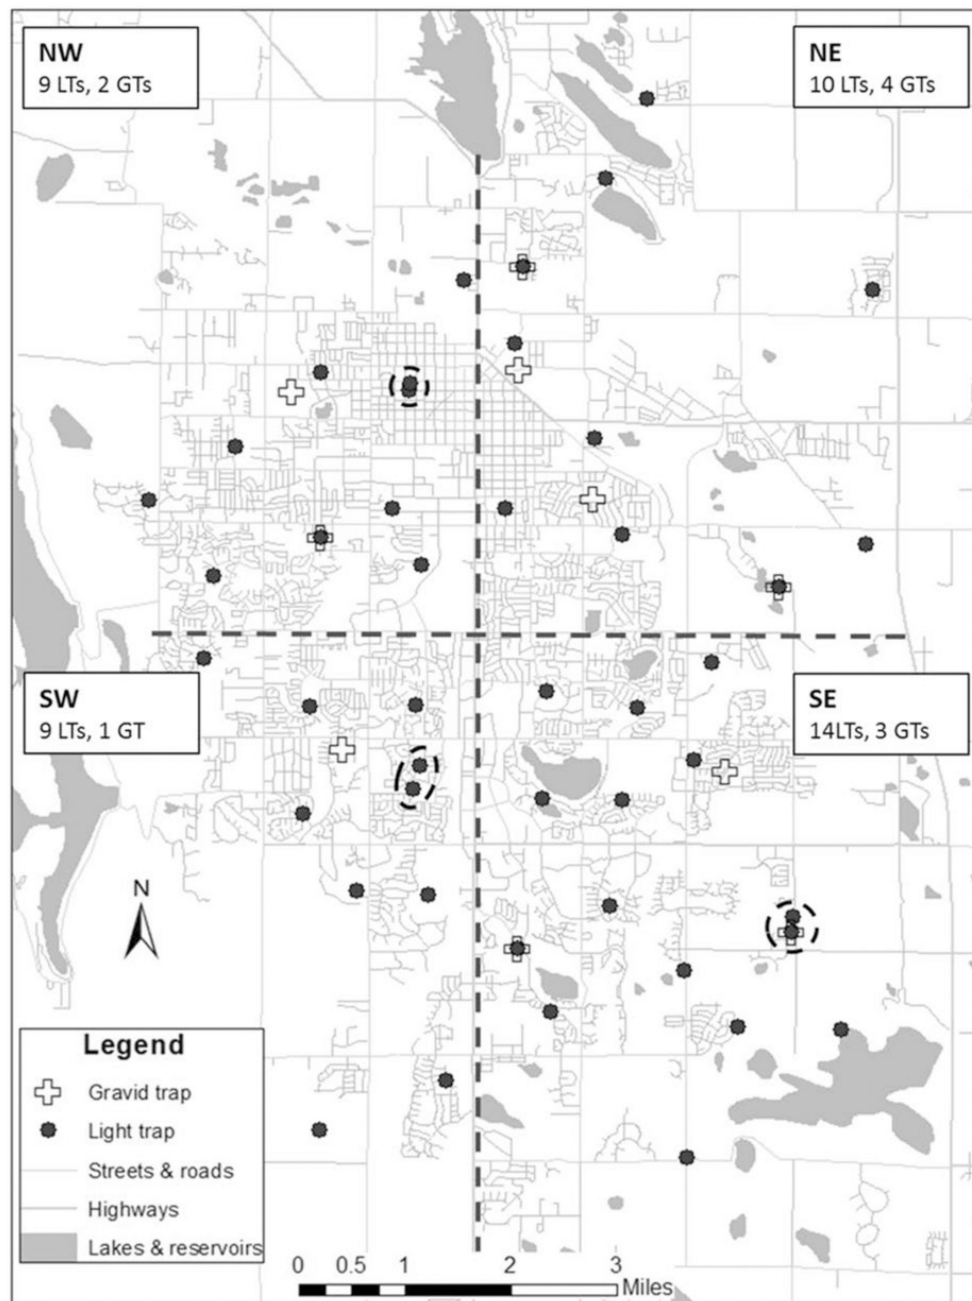 NW
9 LTs, 2 GTs
NE
10 LTs, 4 GTs
SW
9 LTs, 1 GT
SE
14LTs, 3 GTs
N
Legend
Gravid trap
Light trap
Streets & roads
Highways
Lakes & reservoirs
0 0.5 1 2 3 Miles